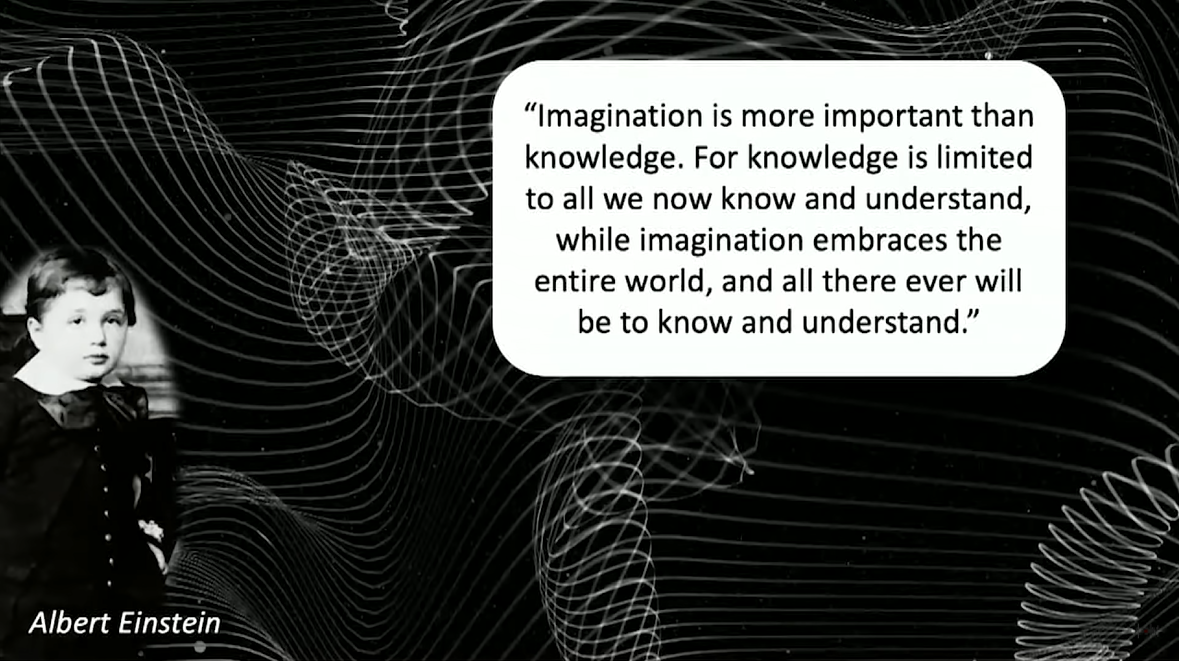 “Imagination is more important than
knowledge. For knowledge is limited
to all we now know and understand,
while imagination embraces the
entire world, and all there ever will
be to know and understand.”
Albert Einstein